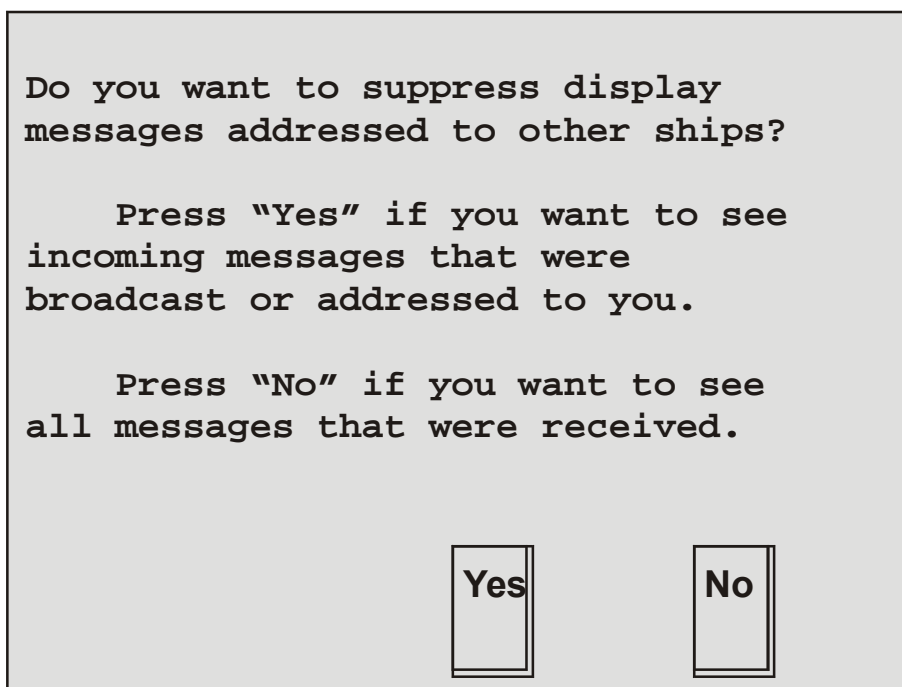 Do you want to suppress display
messages addressed to other ships?
Press “Yes” if you want to see
incoming messages that were
broadcast or addressed to you.
Press “No” if you want to see
all messages that were received.
Yes No